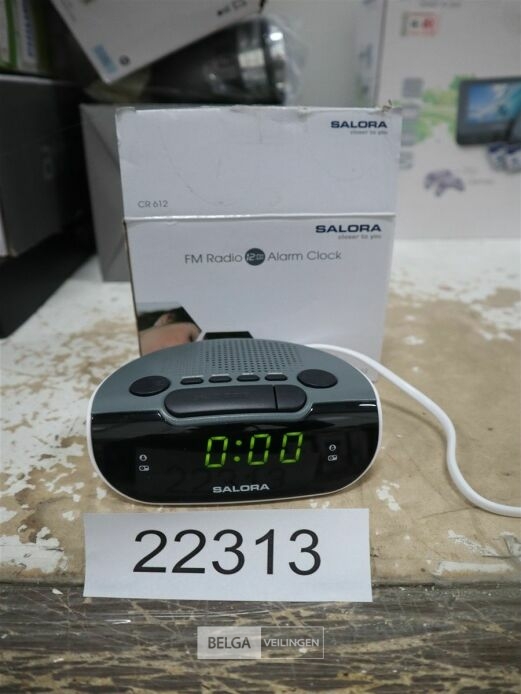 SALORA
closer to you
CR 612
SALORA
closer to you
FM Radio Alarm Clock
0:00
SALORA
22313
BELGA VEILINGEN